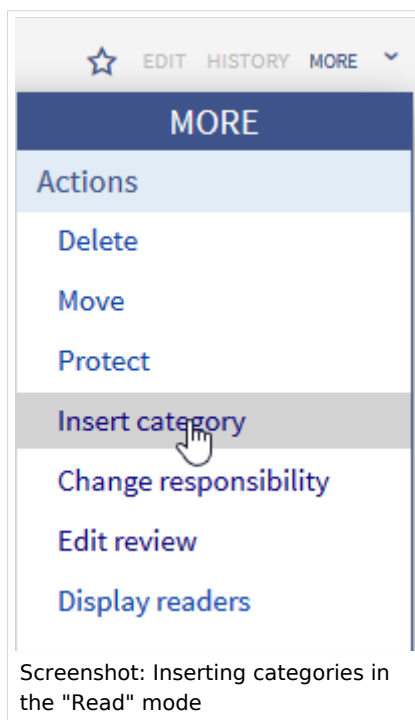 EDIT HISTORY MORE
MORE
Actions
Delete
Move
Protect
Insert category
Change responsibility
Edit review
Display readers
Screenshot: Inserting categories in
the "Read" mode